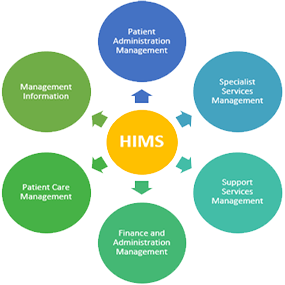 Patient
Administration
Management
Management
Information
Specialist
Services
Management
HIMS
Patient Care
Management
Support
Services
Management
Finance and
Administration
Management